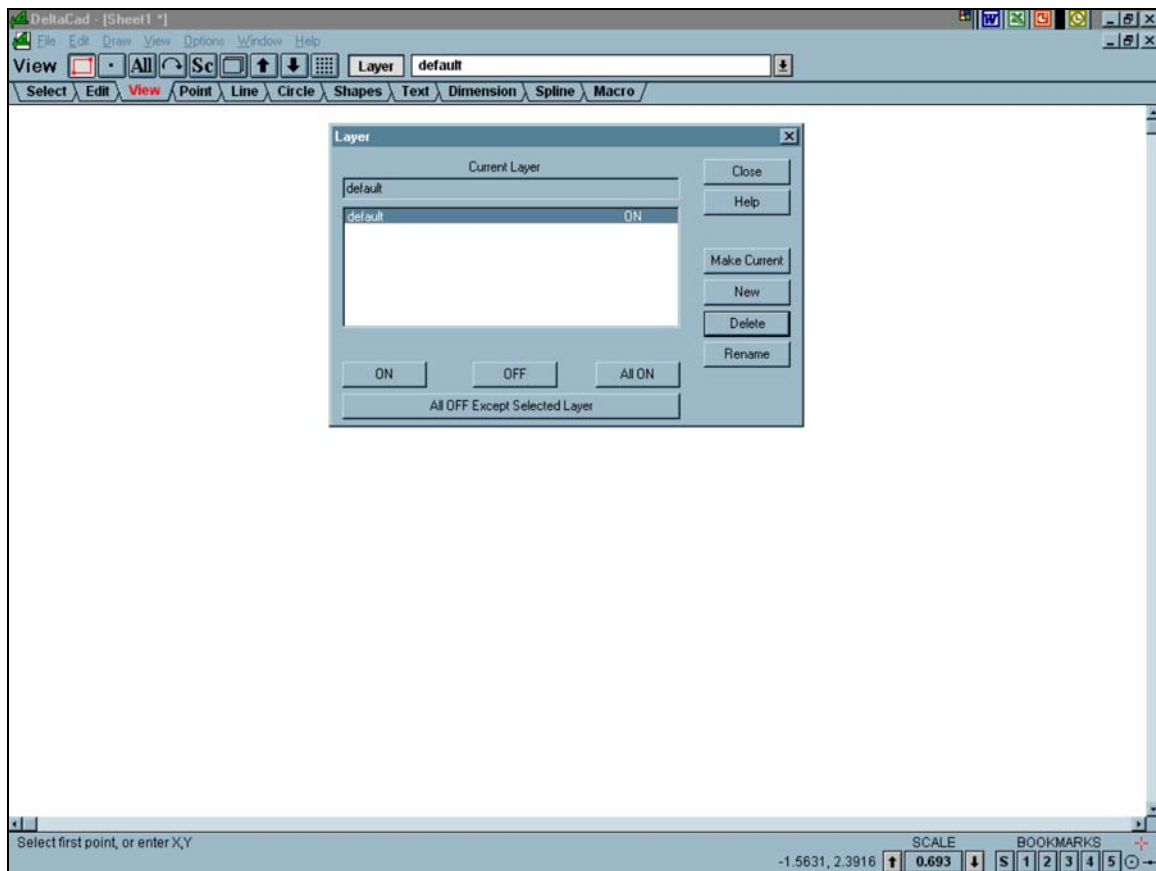 DeltaCad - [Sheet1 *]
File Edit Draw View Options Window Help
View All Sc Layer default
Select Edit View Point Line Circle Shapes Text Dimension Spline Macro
Layer
Current Layer
default
default ON
Close
Help
Make Current
New
Delete
Rename
ON OFF All ON
All OFF Except Selected Layer
Select first point, or enter X,Y
SCALE BOOKMARKS
-1.5631, 2.3916 0.693 S 1 2 3 4 5